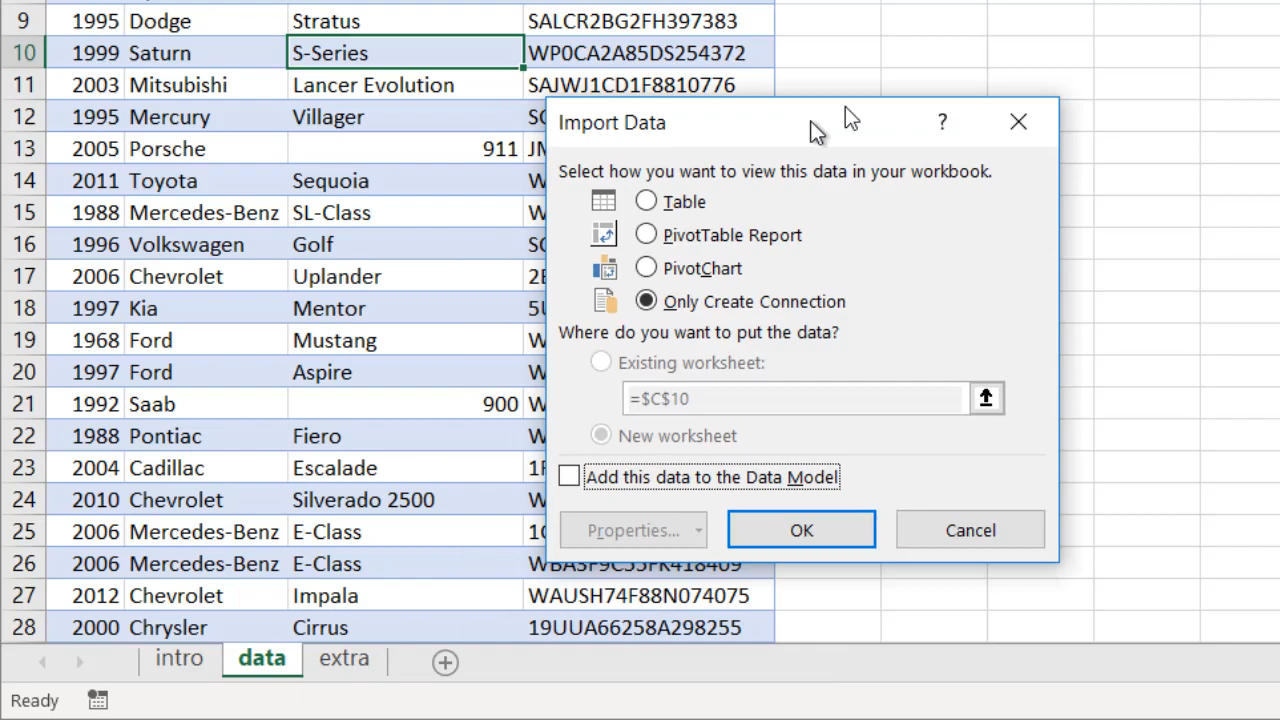 9 1995 Dodge Stratus SALCR2BG2FH397383
10 1999 Saturn S-Series WP0CA2A85DS254372
11 2003 Mitsubishi Lancer Evolution SAJWJ1CD1F8810776
12 1995 Mercury Villager
13 2005 Porsche 911
14 2011 Toyota Sequoia
15 1988 Mercedes-Benz SL-Class
16 1996 Volkswagen Golf
17 2006 Chevrolet Uplander
18 1997 Kia Mentor
19 1968 Ford Mustang
20 1997 Ford Aspire
21 1992 Saab 900
22 1988 Pontiac Fiero
23 2004 Cadillac Escalade
24 2010 Chevrolet Silverado 2500
25 2006 Mercedes-Benz E-Class
26 2006 Mercedes-Benz E-Class
27 2012 Chevrolet Impala WAUSH74F88N074075
28 2000 Chrysler Cirrus 19UUA66258A298255
Import Data ?
Select how you want to view this data in your workbook.
Table
PivotTable Report
PivotChart
Only Create Connection
Where do you want to put the data?
Existing worksheet:
=$C$10
New worksheet
Add this data to the Data Model
Properties... OK Cancel
intro data extra
Ready